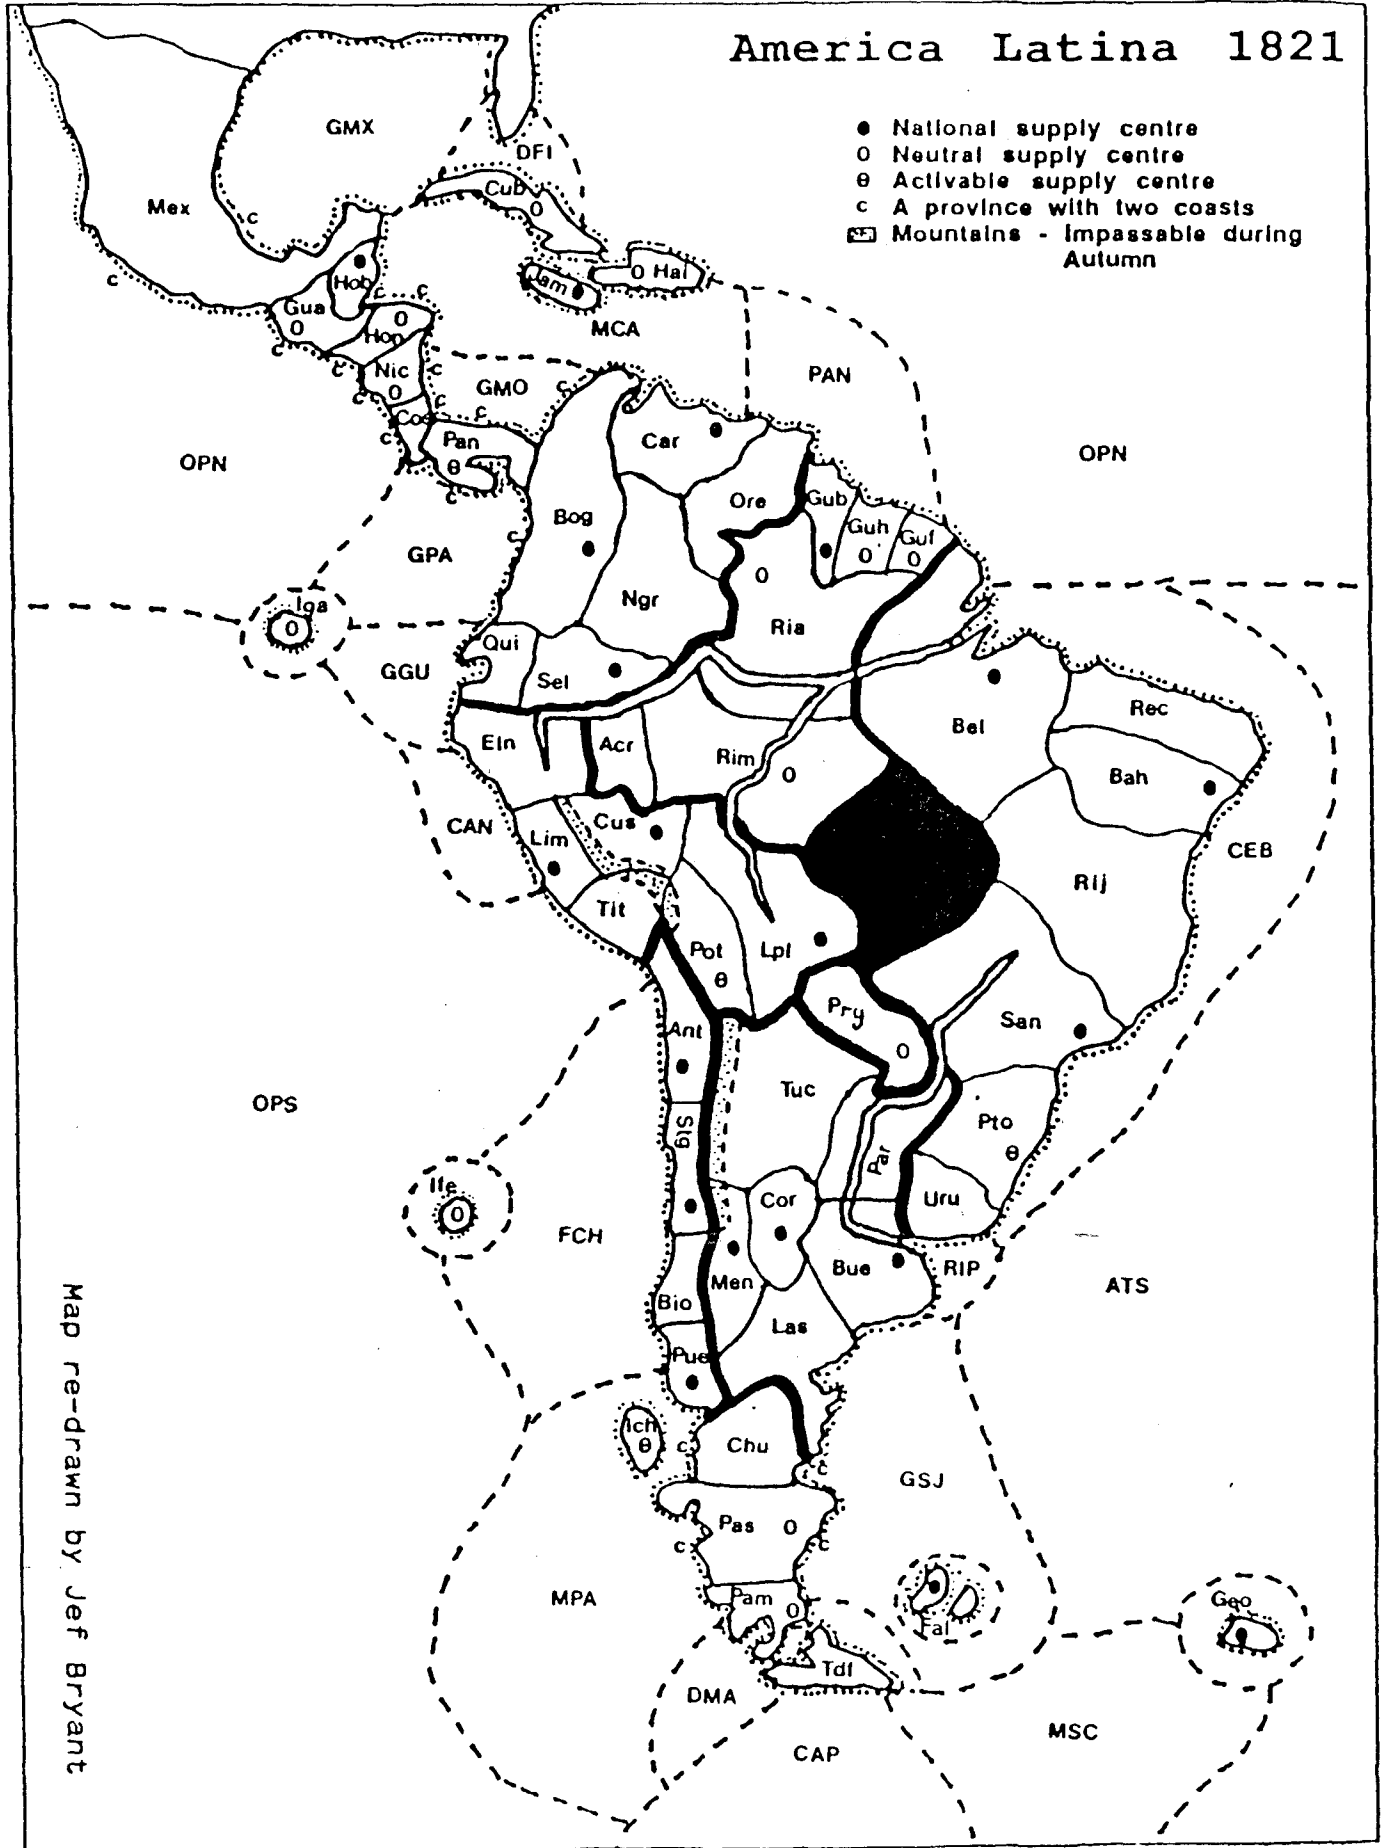 America Latina 1821
● National supply centre
O Neutral supply centre
θ Activable supply centre
c A province with two coasts
Mountains - Impassable during
Autumn
GMX
DFI
Cub
O
Mex
c
c
Hob
O Hai
Jam
Gua
O
c
c
O
Hon
MCA
c
c
Nic
O
c
c
GMO
c
PAN
c
c
c
Cos
c
Pan
θ
c
Car
OPN
OPN
Ore
Gub
Bog
Guh
O
Guf
O
c
GPA
O
Ngr
Iga
O
Ria
Qui
GGU
Sel
Bel
Rec
Eln
Acr
Rim
O
Bah
CAN
Cus
Lim
CEB
Rij
Tit
Pot
θ
Lpl
Pry
O
San
Ant
OPS
Tuc
Stg
Pto
θ
Par
Ife
O
Cor
Uru
FCH
Men
Bue
RIP
ATS
Bio
Las
Pue
Ich
θ
c
Chu
c
GSJ
Pas O
c
c
MPA
Pam
O
Fal
Geo
Tdf
DMA
MSC
CAP
Map re-drawn by Jef Bryant